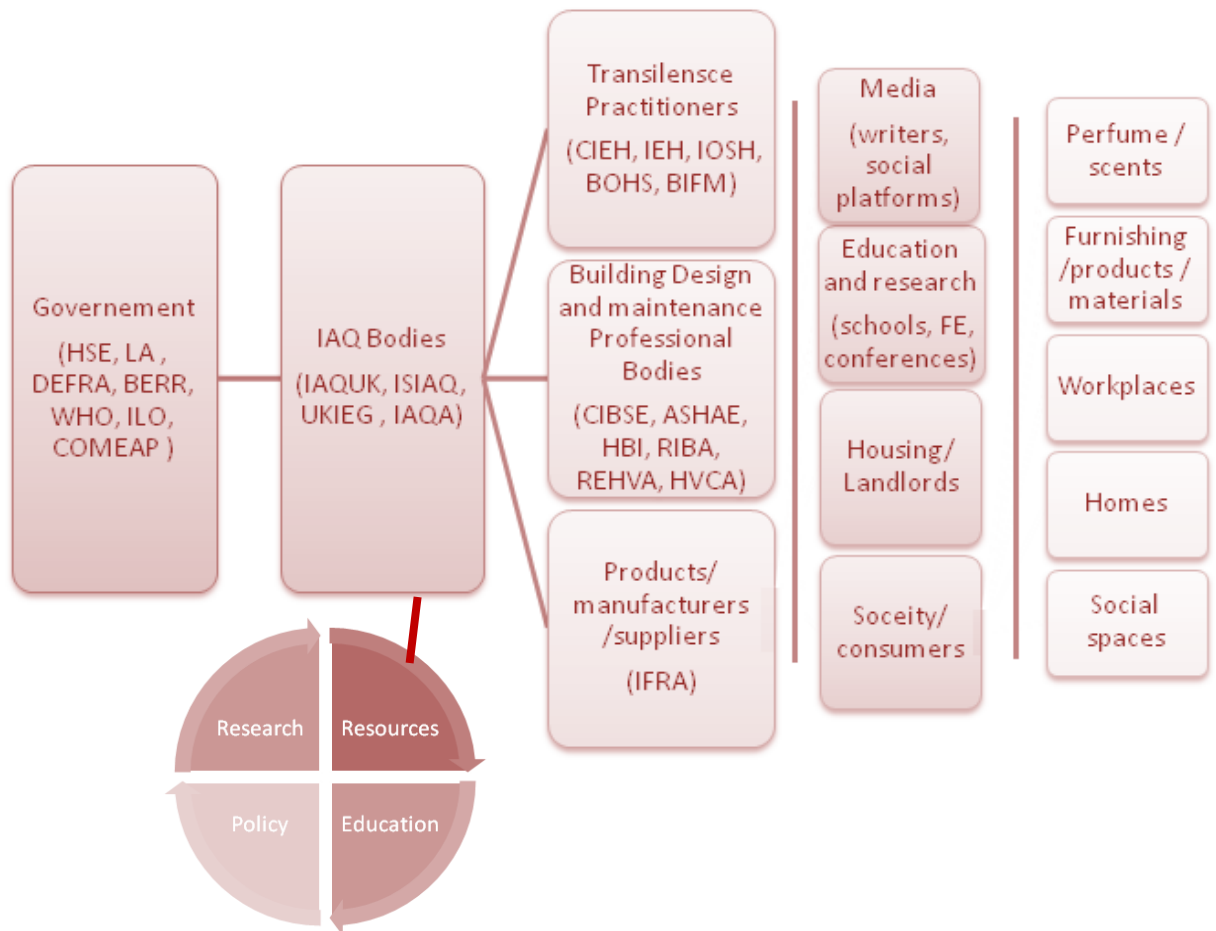 Governement
(HSE, LA ,
DEFRA, BERR,
WHO, ILO,
COMEAP )
IAQ Bodies
(IAQUK, ISIAQ,
UKIEG , IAQA)
Transilensce
Practitioners
(CIEH, IEH, IOSH,
BOHS, BIFM)
Building Design
and maintenance
Professional
Bodies
(CIBSE, ASHAE,
HBI, RIBA,
REHVA, HVCA)
Products/
manufacturers
/suppliers
(IFRA)
Media
(writers,
social
platforms)
Education
and research
(schools, FE,
conferences)
Housing/
Landlords
Soceity/
consumers
Perfume /
scents
Furnishing
/products /
materials
Workplaces
Homes
Social
spaces
Research
Resources
Policy
Education